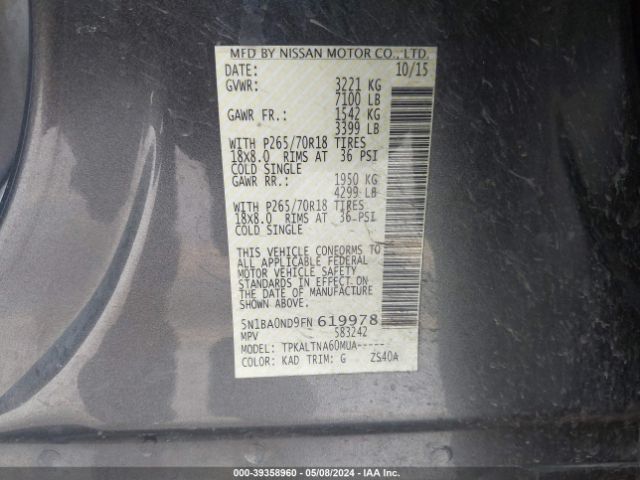 MFD BY NISSAN MOTOR CO., LTD.
DATE: 10/15
GVWR: 3221 KG
7100 LB
GAWR FR.: 1542 KG
3399 LB
WITH P265/70R18 TIRES
18X8.0 RIMS AT 36 PSI
COLD SINGLE
GAWR RR.: 1950 KG
4299 LB
WITH P265/70R18 TIRES
18X8.0 RIMS AT 36 PSI
COLD SINGLE
THIS VEHICLE CONFORMS TO
ALL APPLICABLE FEDERAL
MOTOR VEHICLE SAFETY
STANDARDS IN EFFECT ON
THE DATE OF MANUFACTURE
SHOWN ABOVE.
5N1BA0ND9FN 619978
MPV 583242
MODEL: TPKALTNA60MUA-----
COLOR: KAD TRIM: G ZS40A
000-39358960 - 05/08/2024 - IAA Inc.